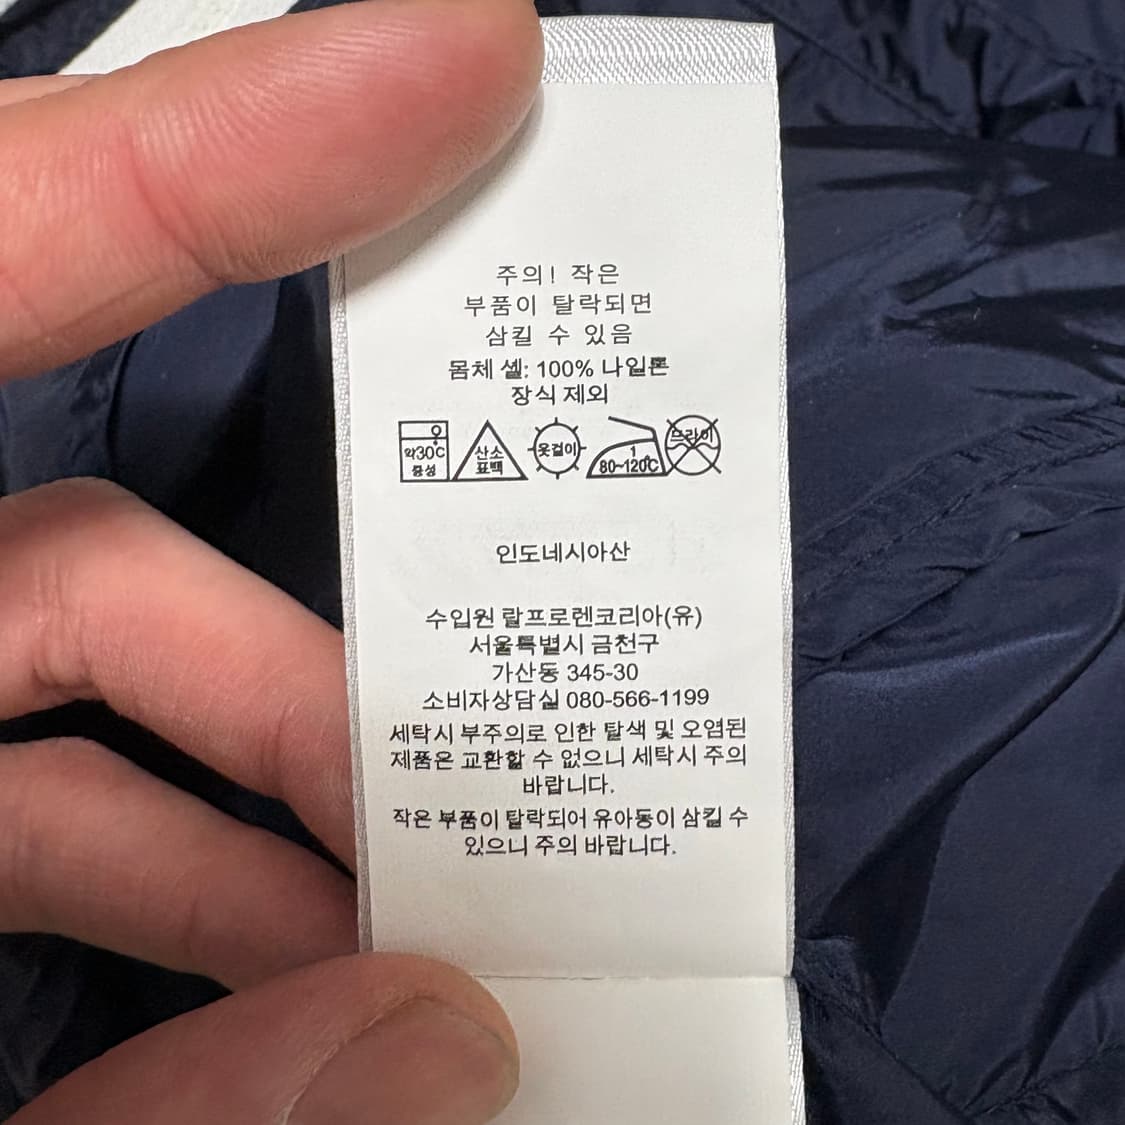 주의! 작은
부품이 탈락되면
삼킬 수 있음
몸체 셸: 100% 나일론
장식 제외
약30℃ 중성
산소 표백
옷걸이
1 80~120℃
드라이
인도네시아산
수입원 랄프로렌코리아(유)
서울특별시 금천구
가산동 345-30
소비자상담실 080-566-1199
세탁시 부주의로 인한 탈색 및 오염된
제품은 교환할 수 없으니 세탁시 주의
바랍니다.
작은 부품이 탈락되어 유아동이 삼킬 수
있으니 주의 바랍니다.